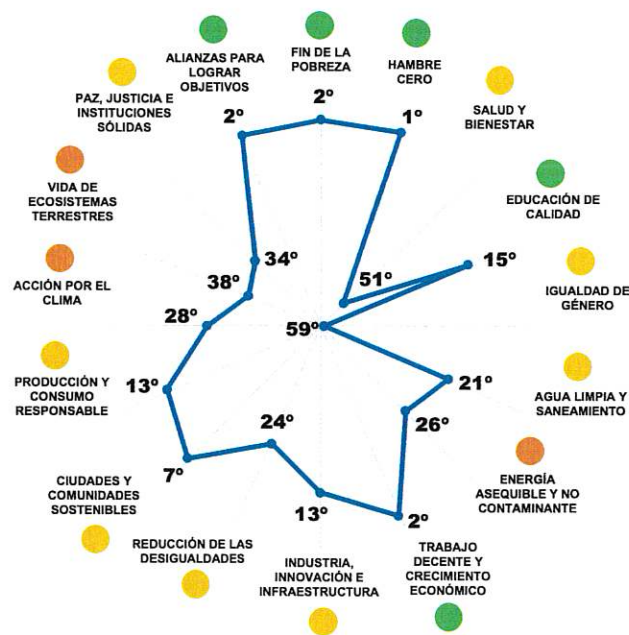 ALIANZAS PARA
LOGRAR
OBJETIVOS
FIN DE LA
POBREZA
HAMBRE
CERO
PAZ, JUSTICIA E
INSTITUCIONES
SÓLIDAS
SALUD Y
BIENESTAR
2º
2º
1º
VIDA DE
ECOSISTEMAS
TERRESTRES
EDUCACIÓN DE
CALIDAD
34º
15º
ACCIÓN POR EL
CLIMA
38º
51º
IGUALDAD DE
GÉNERO
28º
59º
PRODUCCIÓN Y
CONSUMO
RESPONSABLE
13º
21º
AGUA LIMPIA Y
SANEAMIENTO
24º
26º
7º
CIUDADES Y
COMUNIDADES
SOSTENIBLES
13º
2º
ENERGÍA
ASEQUIBLE Y NO
CONTAMINANTE
REDUCCIÓN DE LAS
DESIGUALDADES
INDUSTRIA,
INNOVACIÓN E
INFRAESTRUCTURA
TRABAJO
DECENTE Y
CRECIMIENTO
ECONÓMICO